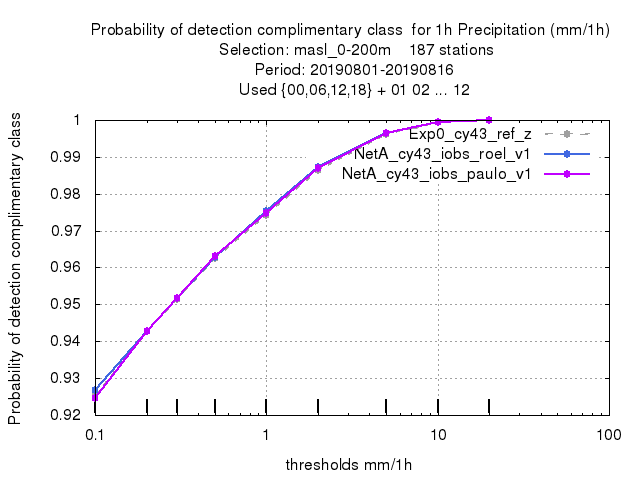 Probability of detection complimentary class  for 1h Precipitation (mm/1h)
Selection: masl_0-200m    187 stations
Period: 20190801-20190816
Used {00,06,12,18} + 01 02 ... 12
Probability of detection complimentary class
1
0.99
0.98
0.97
0.96
0.95
0.94
0.93
0.92
Exp0_cy43_ref_z
NetA_cy43_iobs_roel_v1
NetA_cy43_iobs_paulo_v1
0.1 1 10 100
thresholds mm/1h